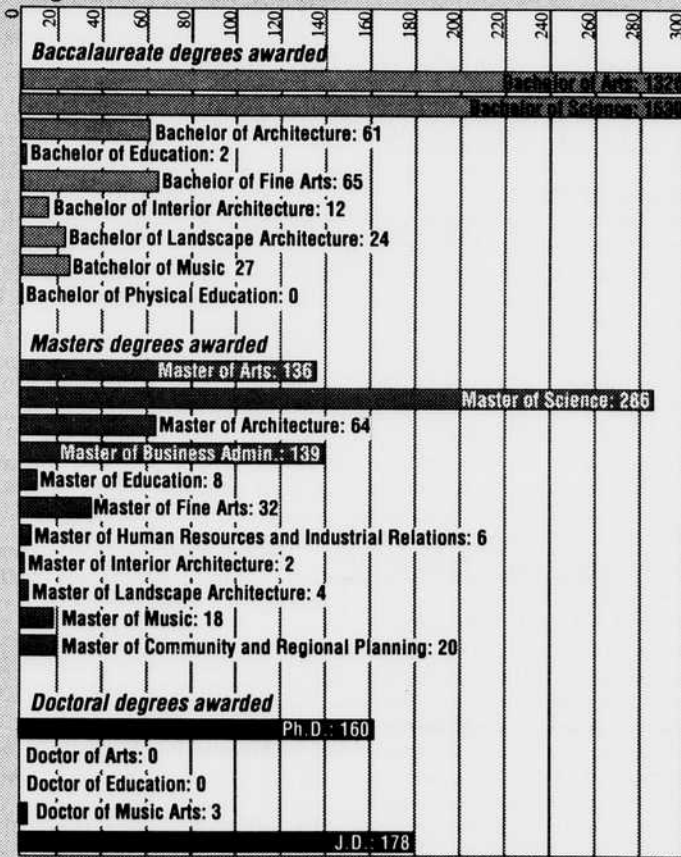 0 20 40 60 80 100 120 140 160 180 200 220 240 260 280 300
Baccalaureate degrees awarded
Bachelor of Arts:
Bachelor of Science:
Bachelor of Architecture: 61
Bachelor of Education: 2
Bachelor of Fine Arts: 65
Bachelor of Interior Architecture: 12
Bachelor of Landscape Architecture: 24
Batchelor of Music 27
Bachelor of Physical Education: 0
Masters degrees awarded
Master of Arts: 136
Master of Science: 286
Master of Architecture: 64
Master of Business Admin.: 139
Master of Education: 8
Master of Fine Arts: 32
Master of Human Resources and Industrial Relations: 6
Master of Interior Architecture: 2
Master of Landscape Architecture: 4
Master of Music: 18
Master of Community and Regional Planning: 20
Doctoral degrees awarded
Ph.D.: 160
Doctor of Arts: 0
Doctor of Education: 0
Doctor of Music Arts: 3
J.D.: 178